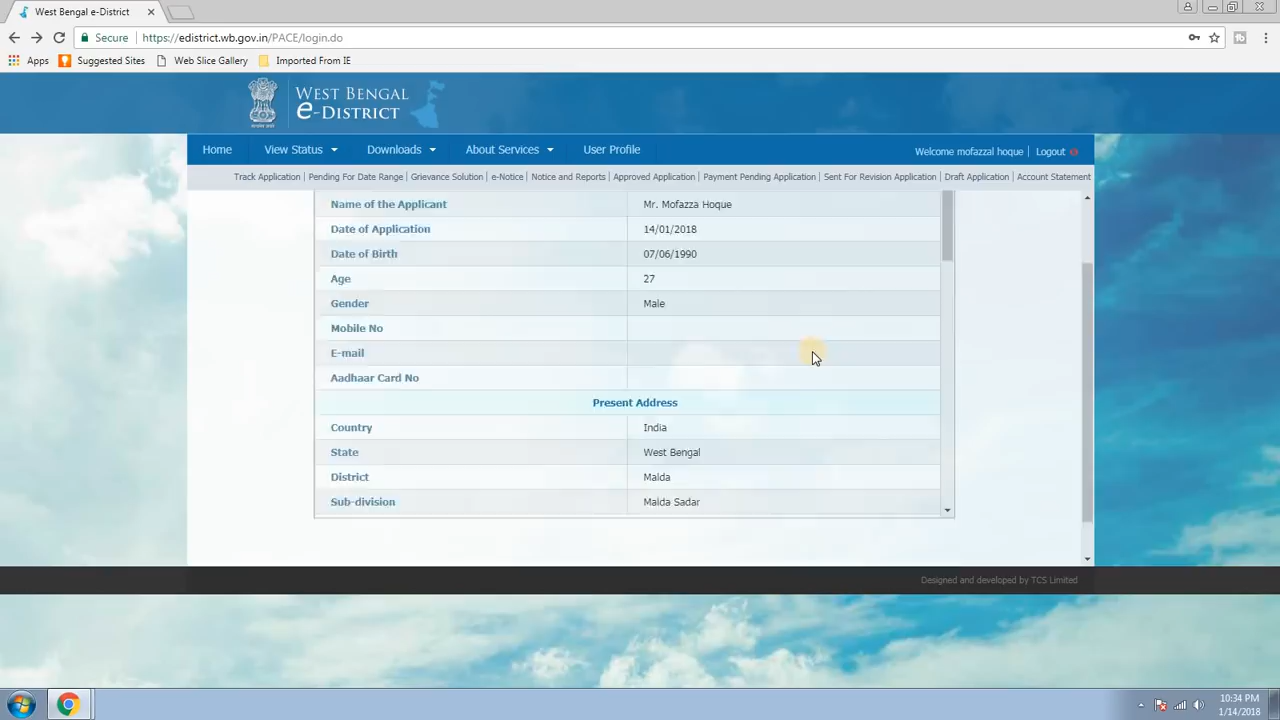 West Bengal e-District
Secure https://edistrict.wb.gov.in/PACE/login.do
Apps Suggested Sites Web Slice Gallery Imported From IE
WEST BENGAL
e-DISTRICT
Home View Status Downloads About Services User Profile Welcome mofazzal hoque | Logout
Track Application | Pending For Date Range | Grievance Solution | e-Notice | Notice and Reports | Approved Application | Payment Pending Application | Sent For Revision Application | Draft Application | Account Statement
Name of the Applicant Mr. Mofazza Hoque
Date of Application 14/01/2018
Date of Birth 07/06/1990
Age 27
Gender Male
Mobile No
E-mail
Aadhaar Card No
Present Address
Country India
State West Bengal
District Malda
Sub-division Malda Sadar
Designed and developed by TCS Limited
10:34 PM
1/14/2018